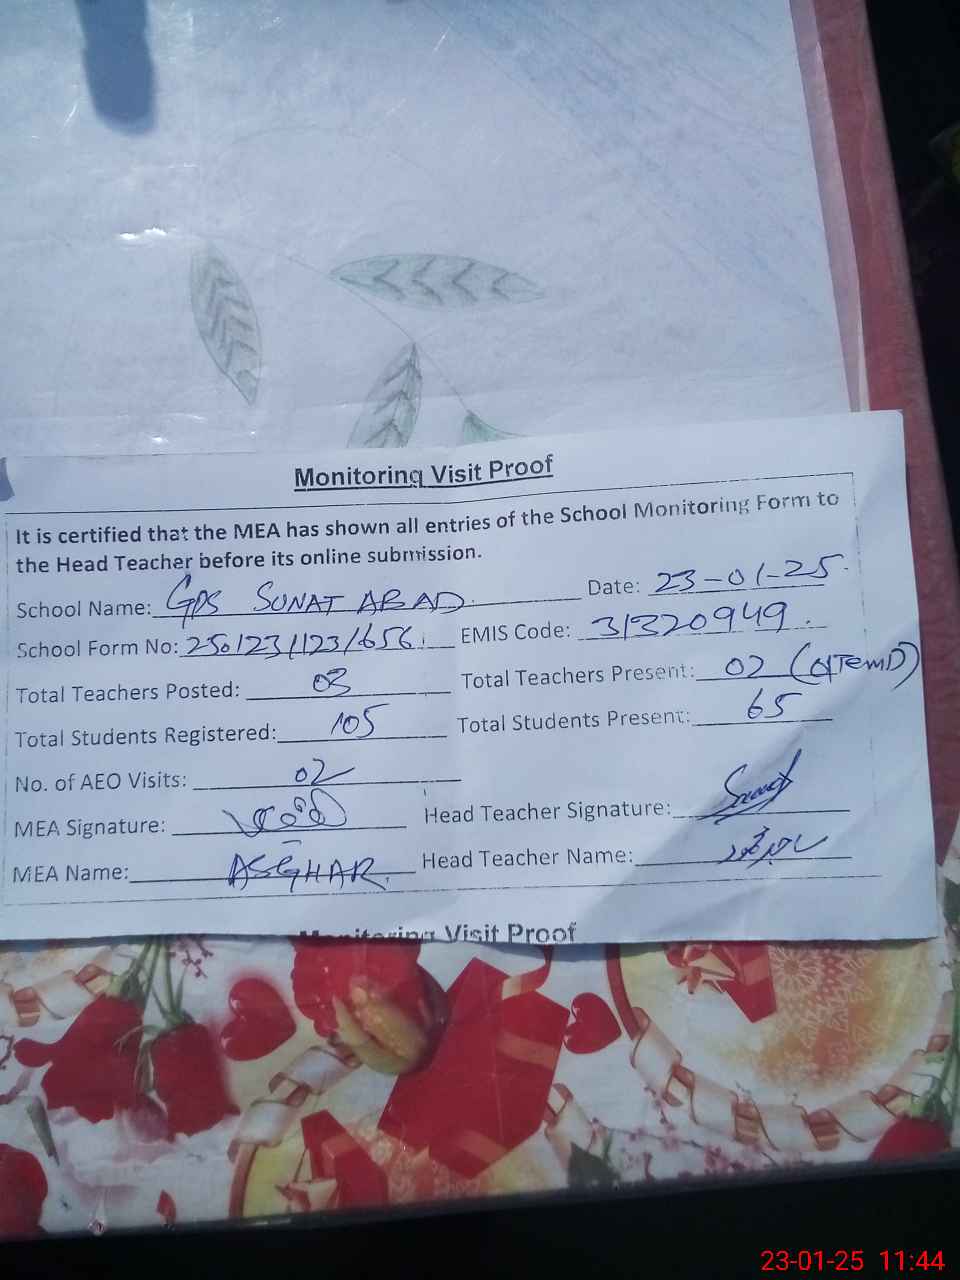 Monitoring Visit Proof
It is certified that the MEA has shown all entries of the School Monitoring Form to
the Head Teacher before its online submission.
School Name: GPS SUNAT ABAD Date: 23-01-25
School Form No: 250123/1123/656 EMIS Code: 31320949
Total Teachers Posted: 03 Total Teachers Present: 02
Total Students Registered: 105 Total Students Present: 65
No. of AEO Visits: 02
MEA Signature: Head Teacher Signature:
MEA Name: ASGHAR Head Teacher Name:
Monitoring Visit Proof
23-01-25 11:44